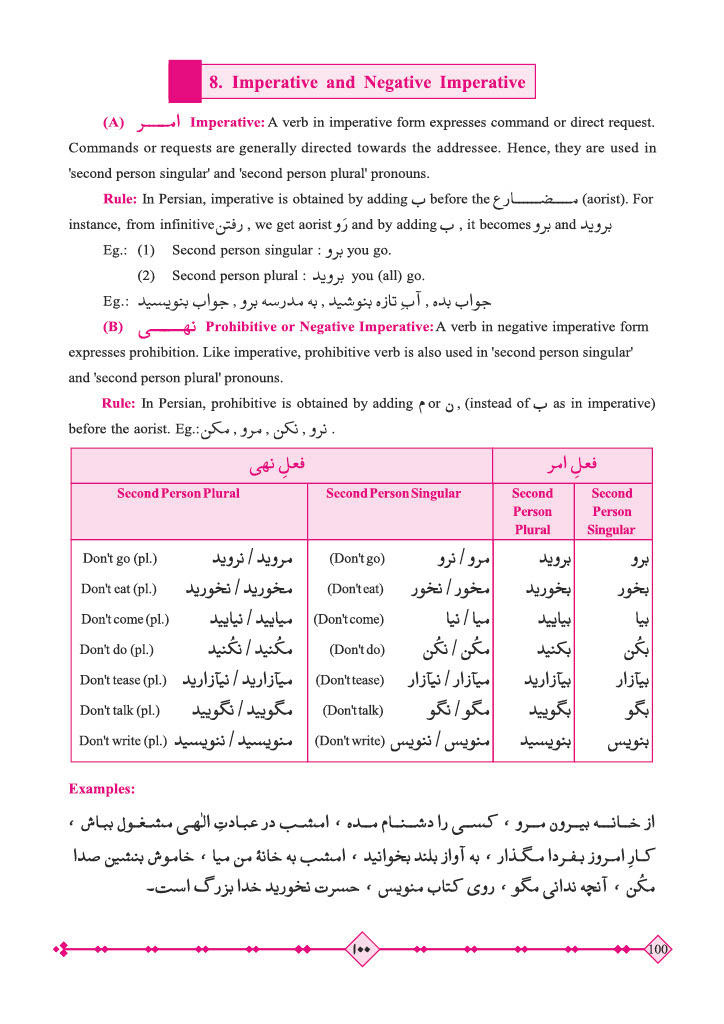 8. Imperative and Negative Imperative
(A) امر Imperative: A verb in imperative form expresses command or direct request.
Commands or requests are generally directed towards the addressee. Hence, they are used in
'second person singular' and 'second person plural' pronouns.
Rule: In Persian, imperative is obtained by adding ب before the مضارع (aorist). For
instance, from infinitive رفتن , we get aorist رَو and by adding ب , it becomes برو and بروید
Eg.: (1) Second person singular : برو you go.
(2) Second person plural : بروید you (all) go.
Eg.: جواب بده , آبِ تازه بنوشید , به مدرسه برو , جواب بنویسید
(B) نهی Prohibitive or Negative Imperative: A verb in negative imperative form
expresses prohibition. Like imperative, prohibitive verb is also used in 'second person singular'
and 'second person plural' pronouns.
Rule: In Persian, prohibitive is obtained by adding م or ن , (instead of ب as in imperative)
before the aorist. Eg.: نرو , نکن , مرو , مکن .
فعلِ نهی فعلِ امر
Second Person Plural Second Person Singular Second Person Plural Second Person Singular
Don't go (pl.) مروید / نروید (Don't go) مرو / نرو بروید برو
Don't eat (pl.) مخورید / نخورید (Don't eat) مخور / نخور بخورید بخور
Don't come (pl.) میایید / نیایید (Don't come) میا / نیا بیایید بیا
Don't do (pl.) مکُنید / نکُنید (Don't do) مکُن / نکُن بکنید بکُن
Don't tease (pl.) میآزارید / نیآزارید (Don't tease) میآزار / نیآزار بیآزارید بیآزار
Don't talk (pl.) مگویید / نگویید (Don't talk) مگو / نگو بگویید بگو
Don't write (pl.) منویسید / ننویسید (Don't write) منویس / ننویس بنویسید بنویس
Examples:
از خانه بیرون مرو ، کسی را دشنام مده ، امشب در عبادتِ الٰهی مشغول بباش ،
کارِ امروز بفردا مگذار ، به آواز بلند بخوانید ، امشب به خانۀ من میا ، خاموش بنشین صدا
مکُن ، آنچه ندانی مگو ، روی کتاب منویس ، حسرت نخورید خدا بزرگ است۔
۱۰۰ 100